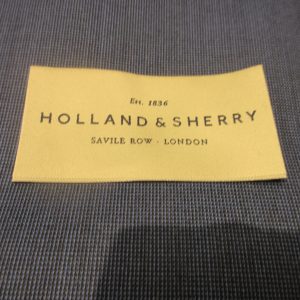 Est. 1836
HOLLAND & SHERRY
SAVILE ROW · LONDON